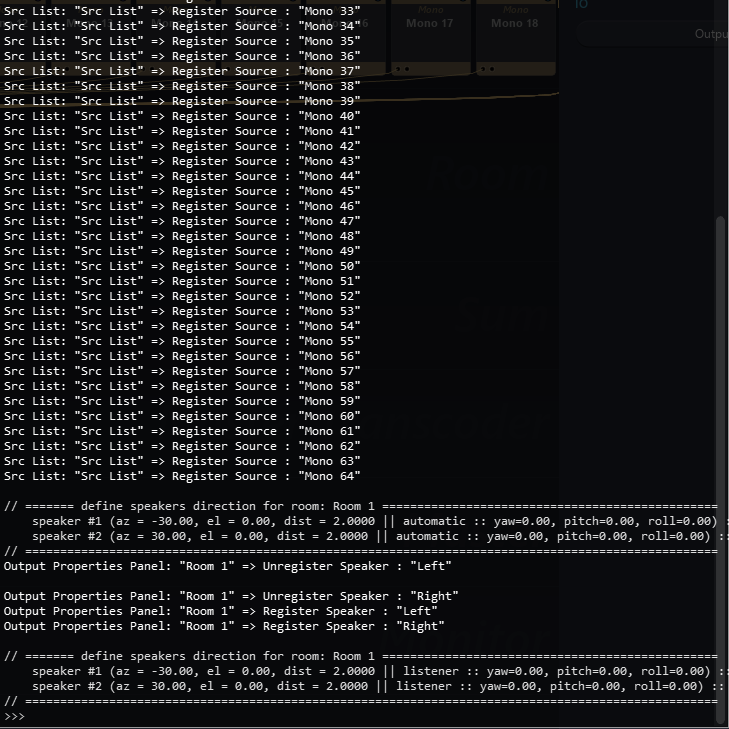 IO
Mono
Mono 17
Mono 18
Outpu
Src List: "Src List" => Register Source : "Mono 33"
Src List: "Src List" => Register Source : "Mono 34"
Src List: "Src List" => Register Source : "Mono 35"
Src List: "Src List" => Register Source : "Mono 36"
Src List: "Src List" => Register Source : "Mono 37"
Src List: "Src List" => Register Source : "Mono 38"
Src List: "Src List" => Register Source : "Mono 39"
Src List: "Src List" => Register Source : "Mono 40"
Src List: "Src List" => Register Source : "Mono 41"
Src List: "Src List" => Register Source : "Mono 42"
Src List: "Src List" => Register Source : "Mono 43"
Src List: "Src List" => Register Source : "Mono 44"
Src List: "Src List" => Register Source : "Mono 45"
Src List: "Src List" => Register Source : "Mono 46"
Src List: "Src List" => Register Source : "Mono 47"
Src List: "Src List" => Register Source : "Mono 48"
Src List: "Src List" => Register Source : "Mono 49"
Src List: "Src List" => Register Source : "Mono 50"
Src List: "Src List" => Register Source : "Mono 51"
Src List: "Src List" => Register Source : "Mono 52"
Src List: "Src List" => Register Source : "Mono 53"
Src List: "Src List" => Register Source : "Mono 54"
Src List: "Src List" => Register Source : "Mono 55"
Src List: "Src List" => Register Source : "Mono 56"
Src List: "Src List" => Register Source : "Mono 57"
Src List: "Src List" => Register Source : "Mono 58"
Src List: "Src List" => Register Source : "Mono 59"
Src List: "Src List" => Register Source : "Mono 60"
Src List: "Src List" => Register Source : "Mono 61"
Src List: "Src List" => Register Source : "Mono 62"
Src List: "Src List" => Register Source : "Mono 63"
Src List: "Src List" => Register Source : "Mono 64"
// ======= define speakers direction for room: Room 1 ================================================
speaker #1 (az = -30.00, el = 0.00, dist = 2.0000 || automatic :: yaw=0.00, pitch=0.00, roll=0.00) :
speaker #2 (az = 30.00, el = 0.00, dist = 2.0000 || automatic :: yaw=0.00, pitch=0.00, roll=0.00) ::
// ===================================================================================================
Output Properties Panel: "Room 1" => Unregister Speaker : "Left"
Output Properties Panel: "Room 1" => Unregister Speaker : "Right"
Output Properties Panel: "Room 1" => Register Speaker : "Left"
Output Properties Panel: "Room 1" => Register Speaker : "Right"
Monitor
// ======= define speakers direction for room: Room 1 ================================================
speaker #1 (az = -30.00, el = 0.00, dist = 2.0000 || listener :: yaw=0.00, pitch=0.00, roll=0.00) ::
speaker #2 (az = 30.00, el = 0.00, dist = 2.0000 || listener :: yaw=0.00, pitch=0.00, roll=0.00) ::
// ===================================================================================================
>>>